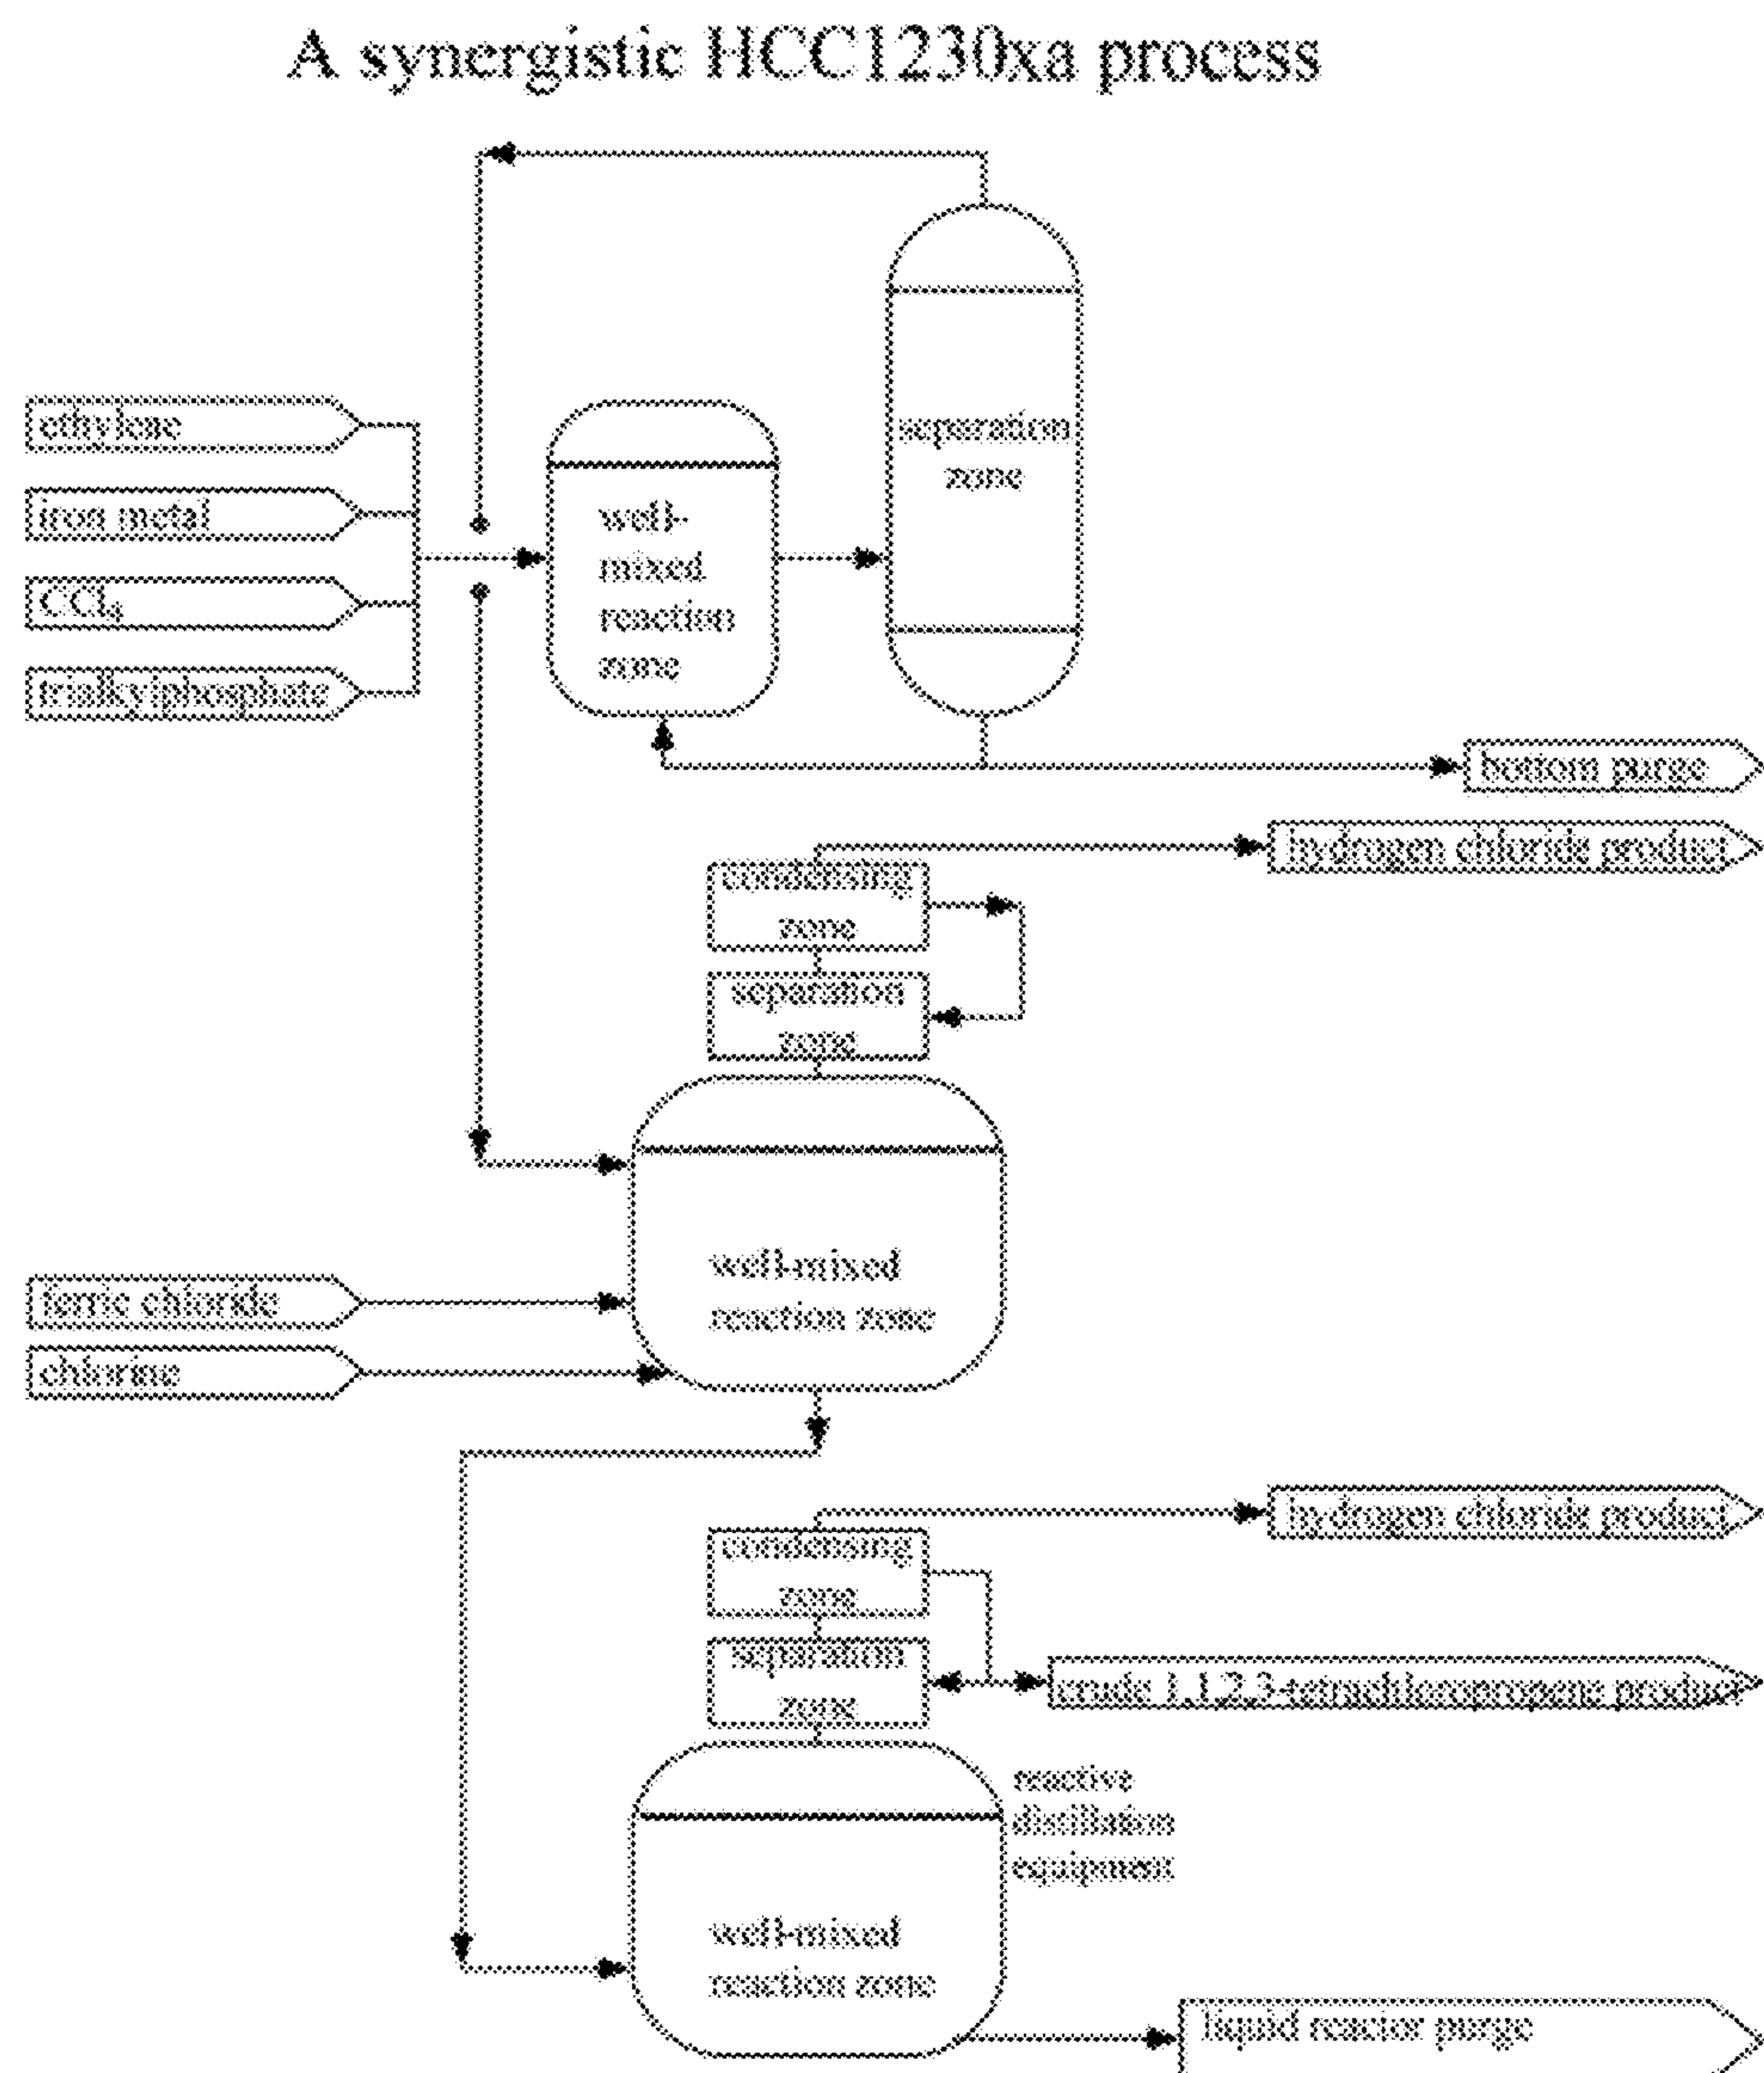 A synergistic HCC1230xa process
ethylene
iron metal
CCl₄
trialkylphosphate
well-
mixed
reaction
zone
separation
zone
bottom purge
hydrogen chloride product
condensing
zone
separation
zone
well-mixed
reaction zone
ferric chloride
chlorine
hydrogen chloride product
condensing
zone
separation
zone
crude 1,1,2,3-tetrachloropropene product
reactive
distillation
equipment
well-mixed
reaction zone
liquid reactor purge